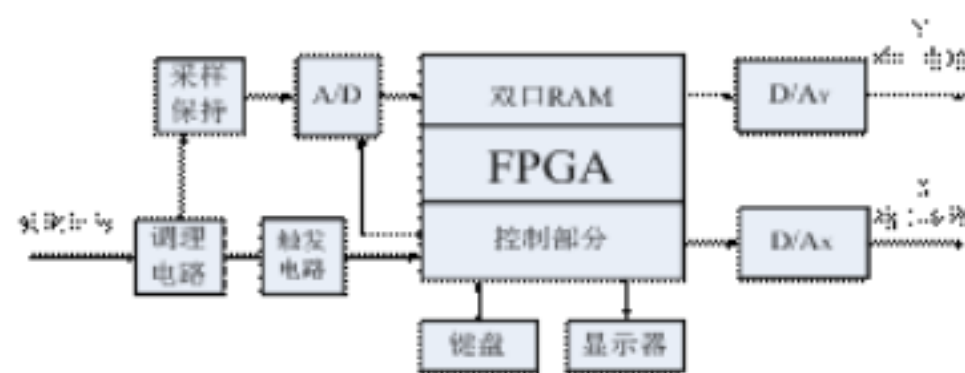 采样
保持
A/D
双口RAM
D/AY
FPGA
调理
电路
触发
电路
控制部分
D/AX
键盘
显示器